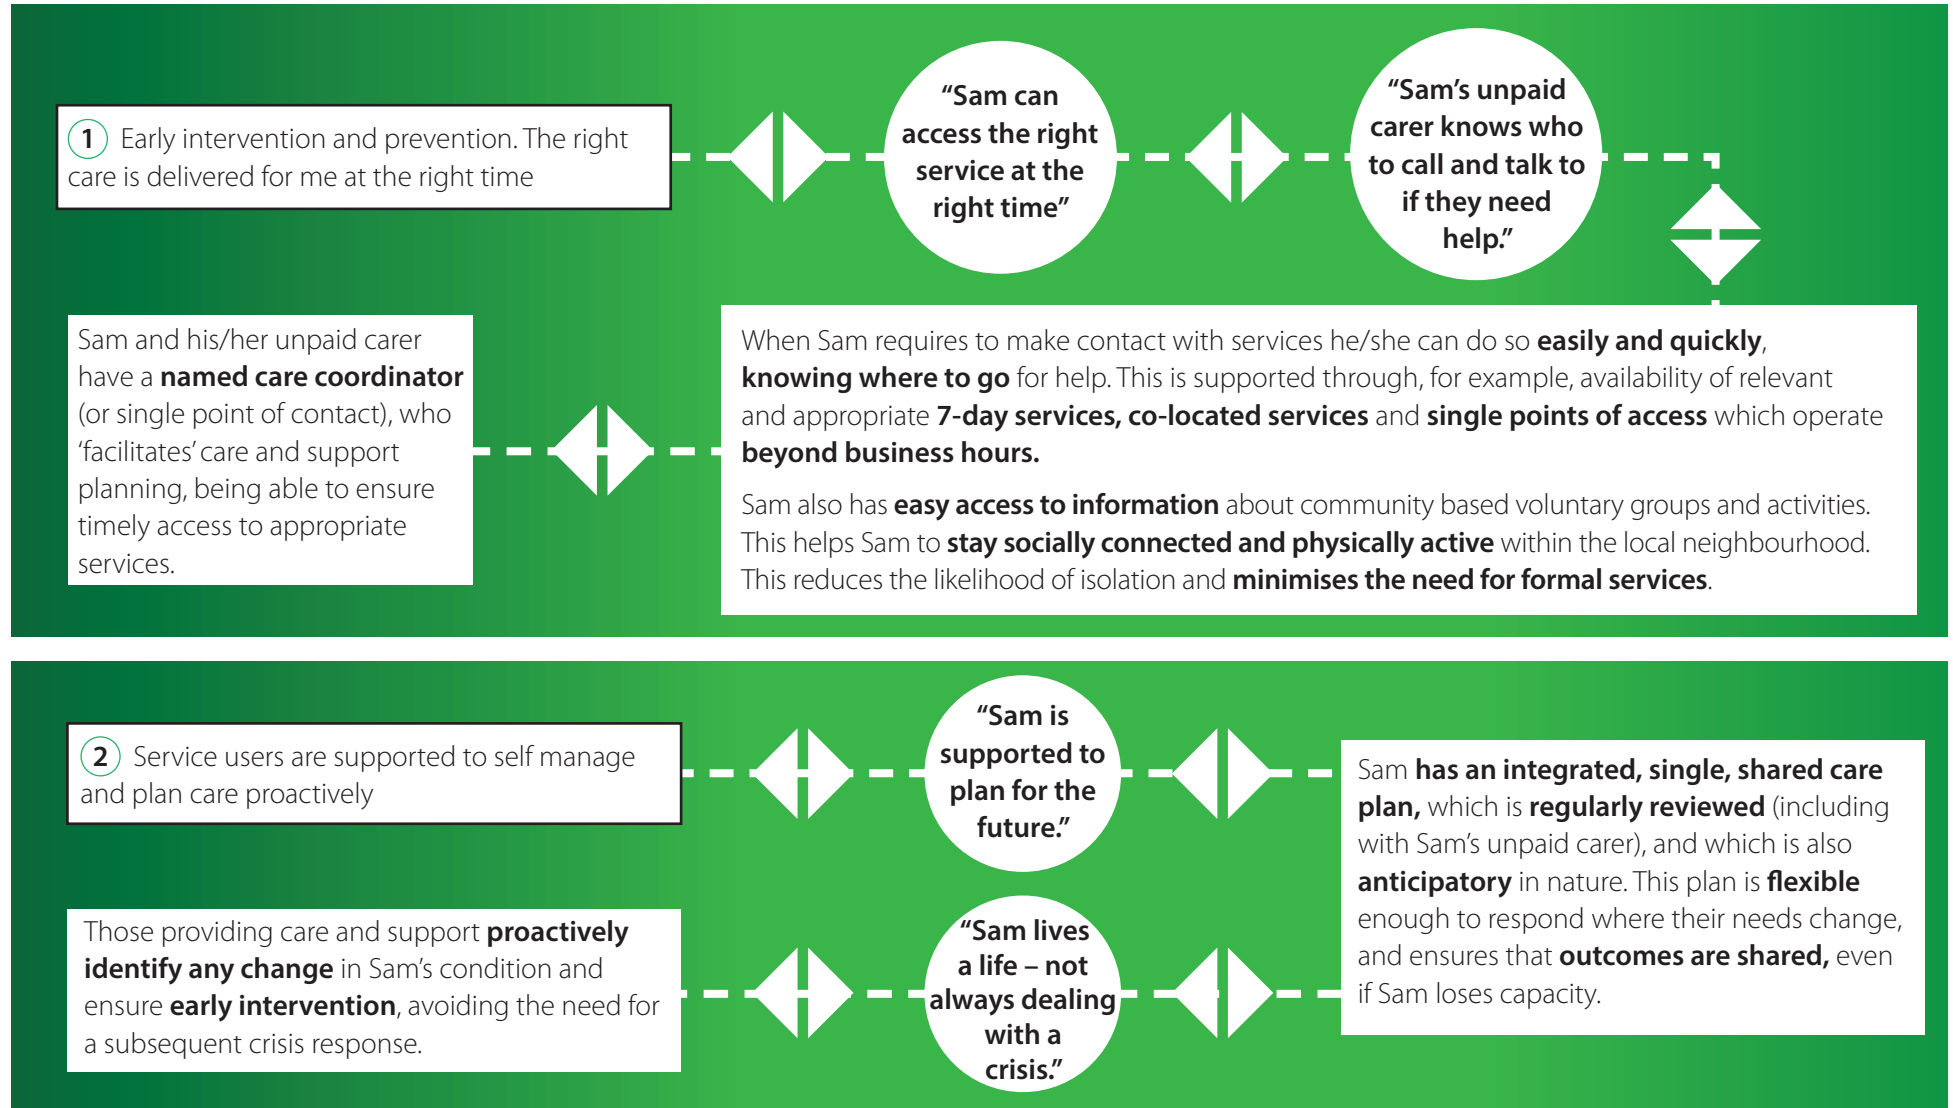 1 Early intervention and prevention. The right
care is delivered for me at the right time
“Sam can
access the right
service at the
right time”
“Sam’s unpaid
carer knows who
to call and talk to
if they need
help.”
When Sam requires to make contact with services he/she can do so easily and quickly,
knowing where to go for help. This is supported through, for example, availability of relevant
and appropriate 7-day services, co-located services and single points of access which operate
beyond business hours.
Sam also has easy access to information about community based voluntary groups and activities.
This helps Sam to stay socially connected and physically active within the local neighbourhood.
This reduces the likelihood of isolation and minimises the need for formal services.
Sam and his/her unpaid carer
have a named care coordinator
(or single point of contact), who
‘facilitates’ care and support
planning, being able to ensure
timely access to appropriate
services.
2 Service users are supported to self manage
and plan care proactively
“Sam is
supported to
plan for the
future.”
Sam has an integrated, single, shared care
plan, which is regularly reviewed (including
with Sam’s unpaid carer), and which is also
anticipatory in nature. This plan is flexible
enough to respond where their needs change,
and ensures that outcomes are shared, even
if Sam loses capacity.
“Sam lives
a life – not
always dealing
with a
crisis.”
Those providing care and support proactively
identify any change in Sam’s condition and
ensure early intervention, avoiding the need for
a subsequent crisis response.